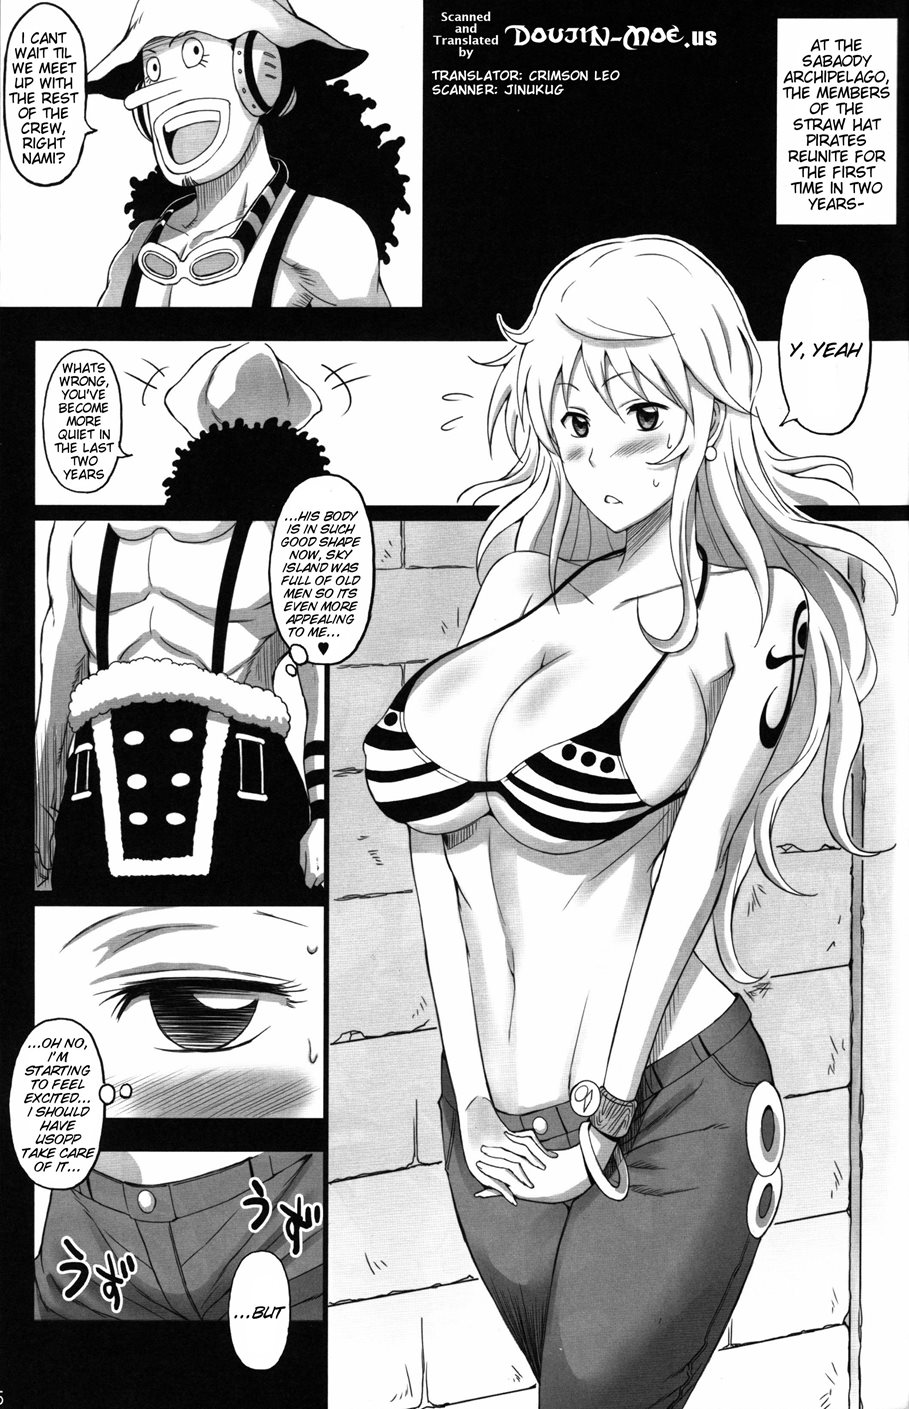 Scanned
and
Translated
by
DOUJIN-MOE.us
TRANSLATOR: CRIMSON LEO
SCANNER: JINUKUG
AT THE
SABAODY
ARCHIPELAGO,
THE MEMBERS
OF THE
STRAW HAT
PIRATES
REUNITE FOR
THE FIRST
TIME IN TWO
YEARS-
I CANT
WAIT TIL
WE MEET
UP WITH
THE REST
OF THE
CREW,
RIGHT
NAMI?
Y, YEAH
WHATS
WRONG,
YOU'VE
BECOME
MORE
QUIET IN
THE LAST
TWO
YEARS
...HIS BODY
IS IN SUCH
GOOD SHAPE
NOW, SKY
ISLAND WAS
FULL OF OLD
MEN SO ITS
EVEN MORE
APPEALING
TO ME...
♥
...OH NO,
I'M
STARTING
TO FEEL
EXCITED...
I SHOULD
HAVE
USOPP
TAKE CARE
OF IT...
うず
うず
...BUT
5